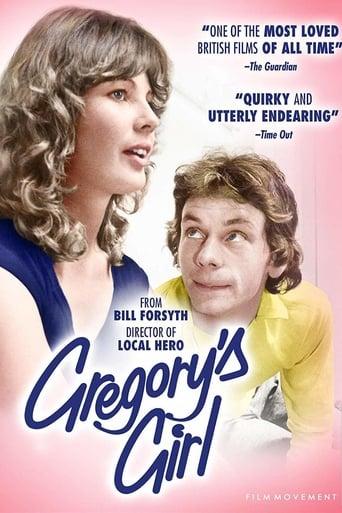 "ONE OF THE MOST LOVED
BRITISH FILMS OF ALL TIME"
–The Guardian
"QUIRKY AND
UTTERLY ENDEARING"
–Time Out
FROM
BILL FORSYTH
DIRECTOR OF
LOCAL HERO
Gregory's
Girl
FILM MOVEMENT